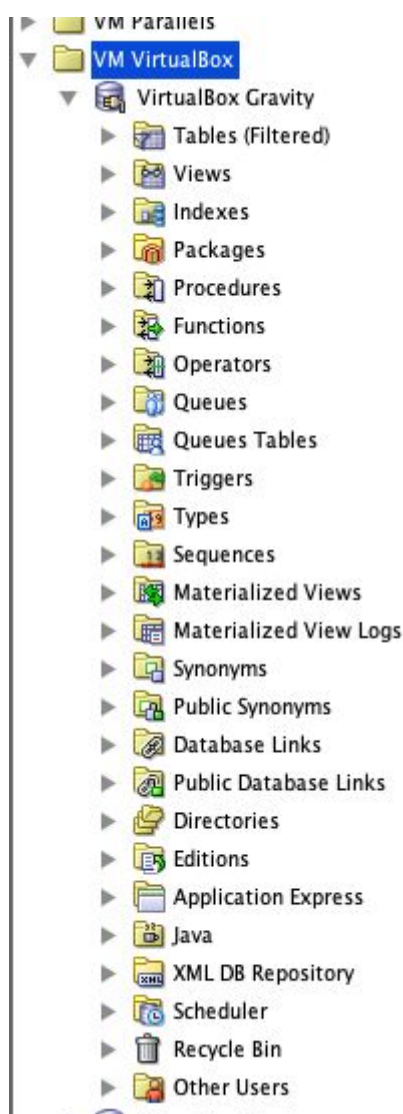 VM Parallels
VM VirtualBox
VirtualBox Gravity
Tables (Filtered)
Views
Indexes
Packages
Procedures
Functions
Operators
Queues
Queues Tables
Triggers
Types
Sequences
Materialized Views
Materialized View Logs
Synonyms
Public Synonyms
Database Links
Public Database Links
Directories
Editions
Application Express
Java
XML DB Repository
Scheduler
Recycle Bin
Other Users